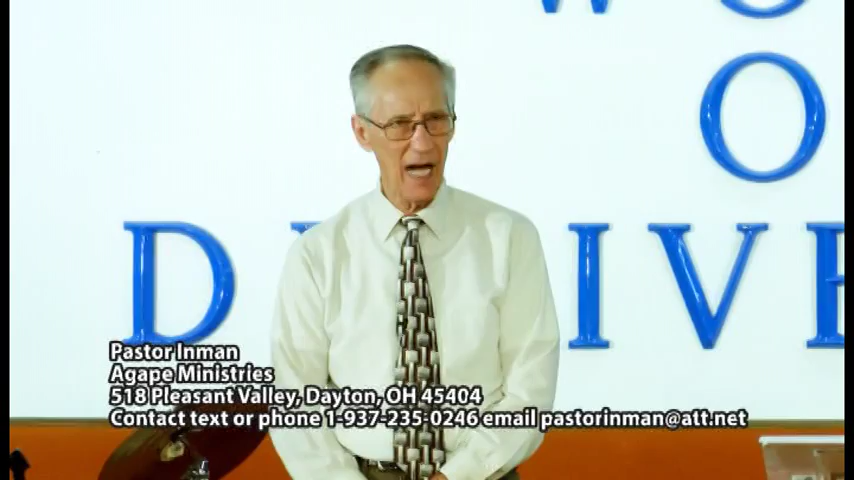 O
D IVE
Pastor Inman
Agape Ministries
518 Pleasant Valley, Dayton, OH 45404
Contact text or phone 1-937-235-0246 email pastorinman@att.net